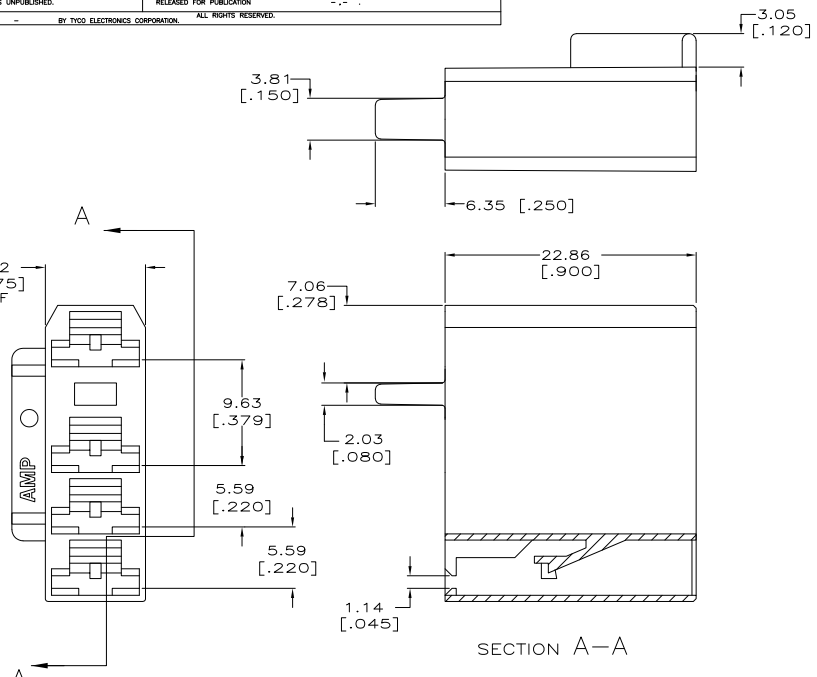 S UNPUBLISHED.
RELEASED FOR PUBLICATION
-,- .
- BY TYCO ELECTRONICS CORPORATION. ALL RIGHTS RESERVED.
3.05
[.120]
3.81
[.150]
6.35 [.250]
A
2
75]
F
22.86
[.900]
7.06
[.278]
9.63
[.379]
2.03
[.080]
AMP
5.59
[.220]
5.59
[.220]
1.14
[.045]
SECTION A-A
A